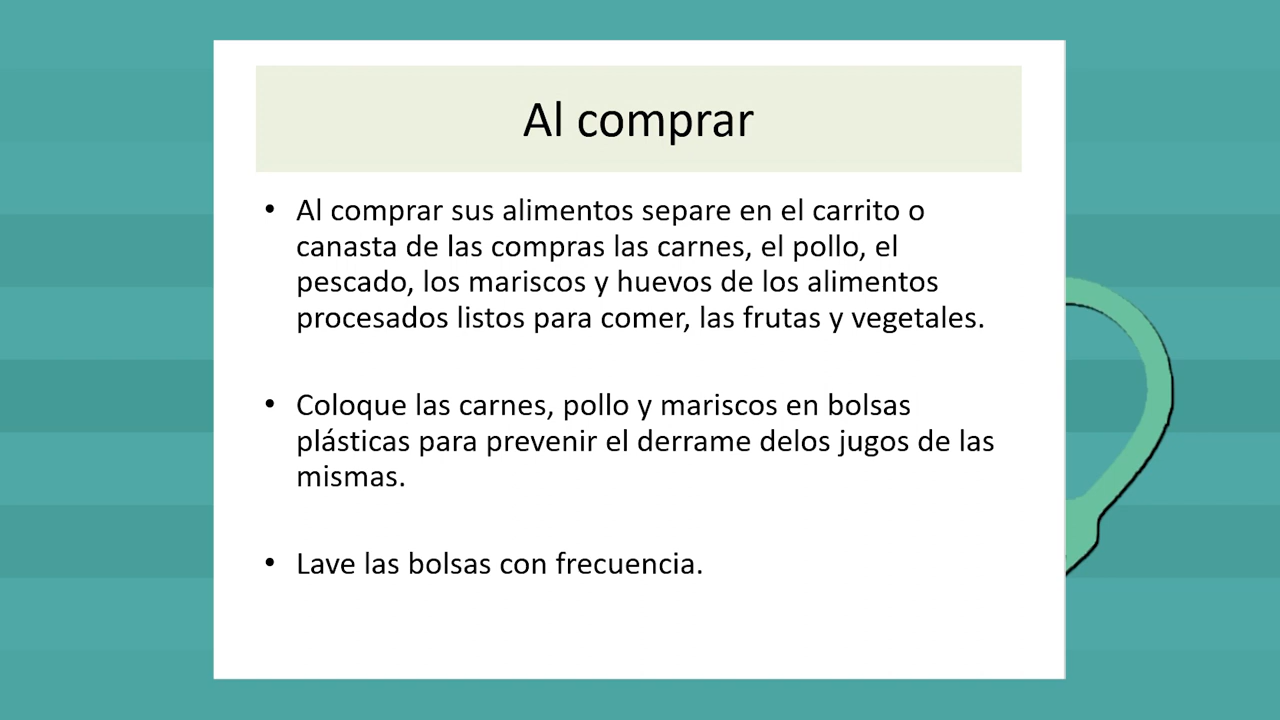 Al comprar
• Al comprar sus alimentos separe en el carrito o
canasta de las compras las carnes, el pollo, el
pescado, los mariscos y huevos de los alimentos
procesados listos para comer, las frutas y vegetales.
• Coloque las carnes, pollo y mariscos en bolsas
plásticas para prevenir el derrame delos jugos de las
mismas.
• Lave las bolsas con frecuencia.